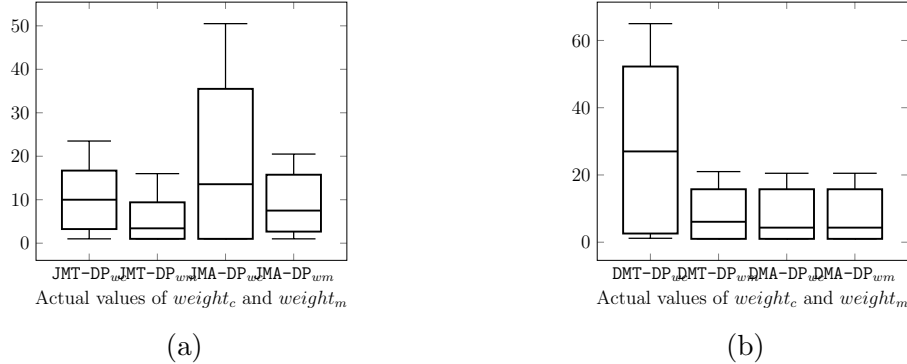 50
40
30
20
10
0
JMT-DP_wc JMT-DP_wm JMA-DP_wc JMA-DP_wm
Actual values of weight_c and weight_m
(a)
60
40
20
0
DMT-DP_wc DMT-DP_wm DMA-DP_wc DMA-DP_wm
Actual values of weight_c and weight_m
(b)